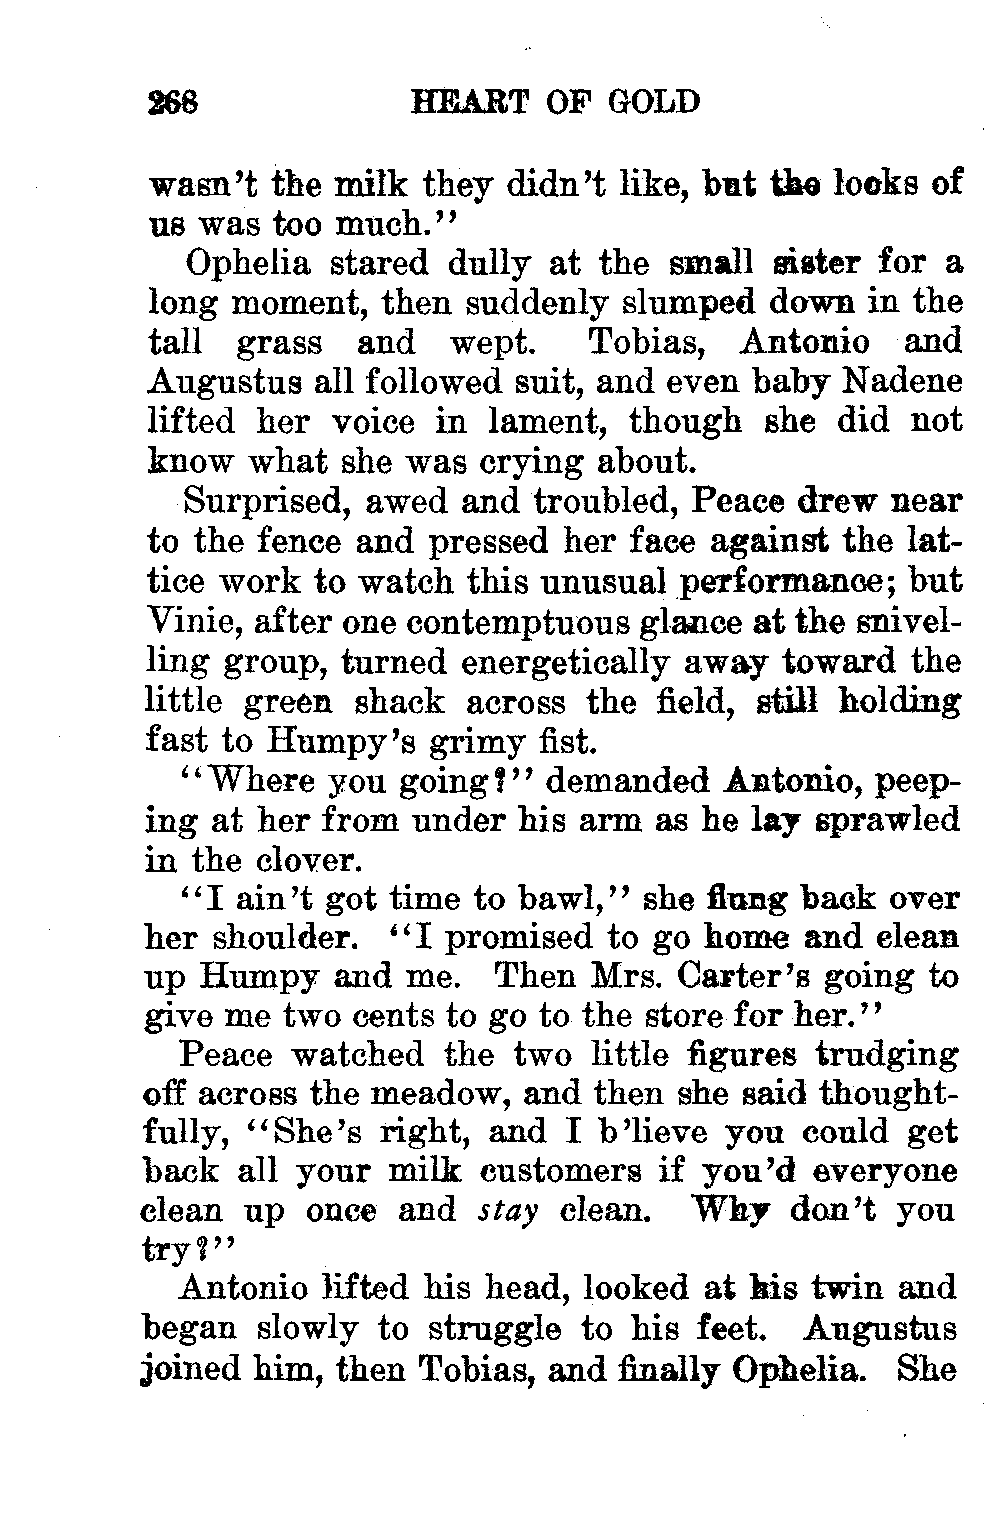 268 HEART OF GOLD
wasn't the milk they didn't like, but the looks of
us was too much."
Ophelia stared dully at the small sister for a
long moment, then suddenly slumped down in the
tall grass and wept. Tobias, Antonio and
Augustus all followed suit, and even baby Nadene
lifted her voice in lament, though she did not
know what she was crying about.
Surprised, awed and troubled, Peace drew near
to the fence and pressed her face against the lat-
tice work to watch this unusual performance; but
Vinie, after one contemptuous glance at the snivel-
ling group, turned energetically away toward the
little green shack across the field, still holding
fast to Humpy's grimy fist.
"Where you going?" demanded Antonio, peep-
ing at her from under his arm as he lay sprawled
in the clover.
"I ain't got time to bawl," she flung back over
her shoulder. "I promised to go home and clean
up Humpy and me. Then Mrs. Carter's going to
give me two cents to go to the store for her."
Peace watched the two little figures trudging
off across the meadow, and then she said thought-
fully, "She's right, and I b'lieve you could get
back all your milk customers if you'd everyone
clean up once and stay clean. Why don't you
try?"
Antonio lifted his head, looked at his twin and
began slowly to struggle to his feet. Augustus
joined him, then Tobias, and finally Ophelia. She